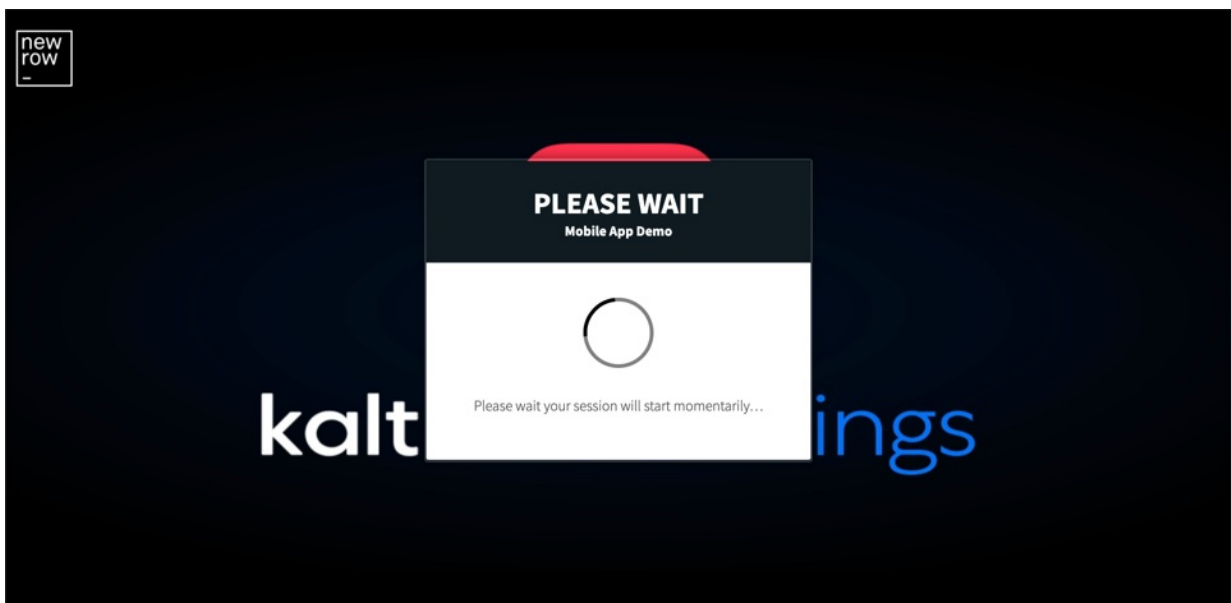 new
row
_
PLEASE WAIT
Mobile App Demo
Please wait your session will start momentarily...
kalt
ings